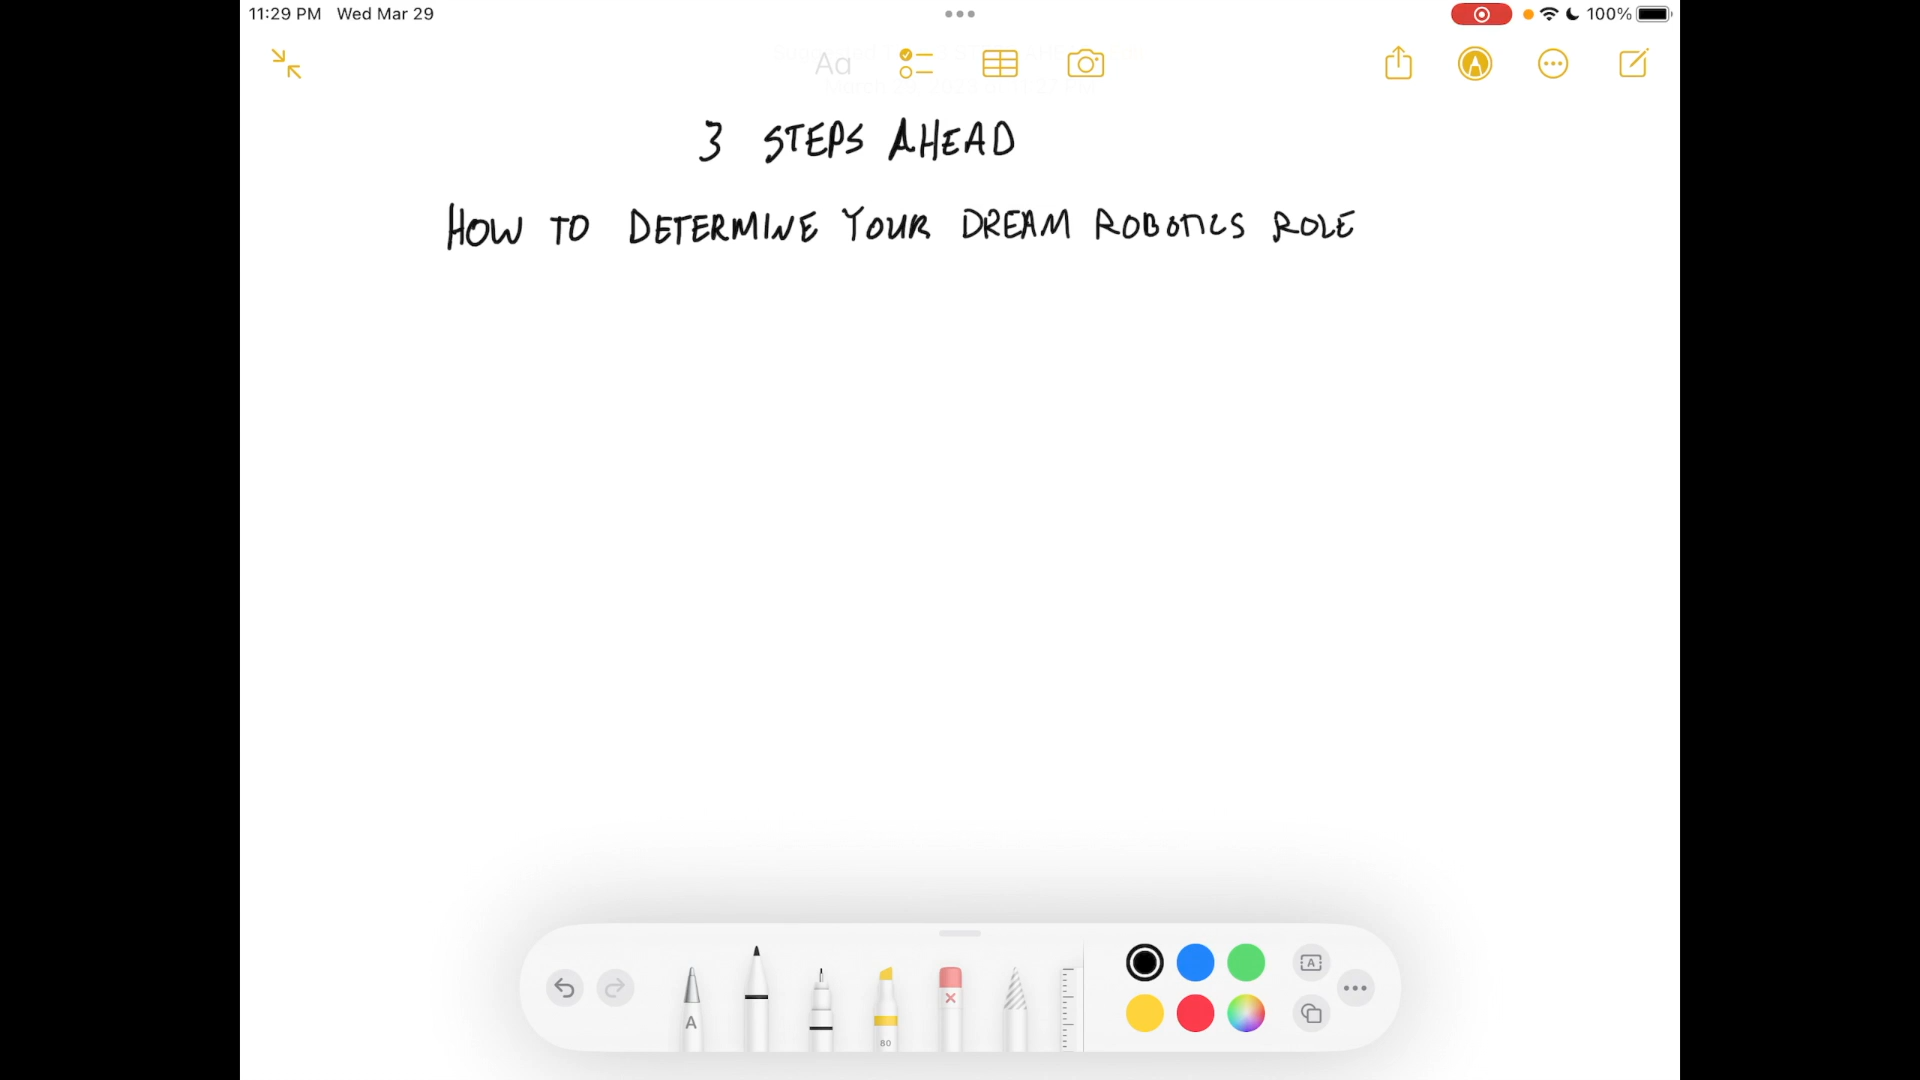 11:29 PM Wed Mar 29
100%
Aa
3 STEPS AHEAD
HOW TO DETERMINE YOUR DREAM ROBOTICS ROLE
A
80
A